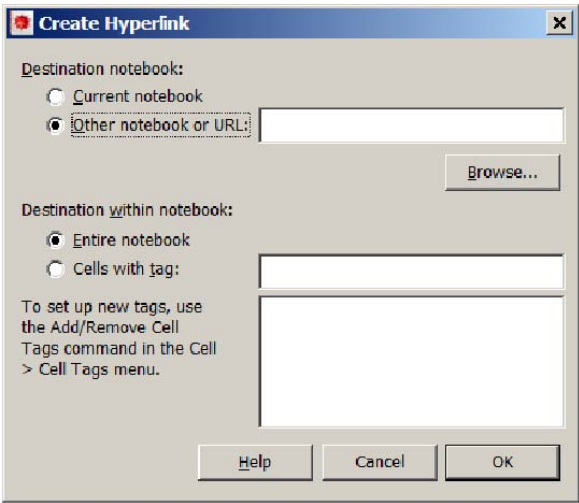 Create Hyperlink
Destination notebook:
Current notebook
Other notebook or URL:
Browse...
Destination within notebook:
Entire notebook
Cells with tag:
To set up new tags, use
the Add/Remove Cell
Tags command in the Cell
> Cell Tags menu.
Help Cancel OK